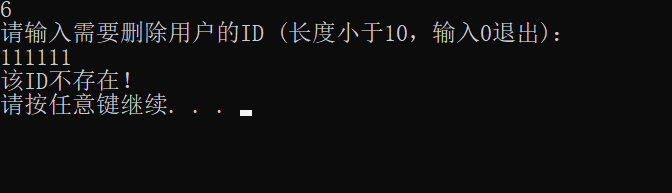 6
请输入需要删除用户的ID (长度小于10，输入0退出)：
111111
该ID不存在！
请按任意键继续. . .